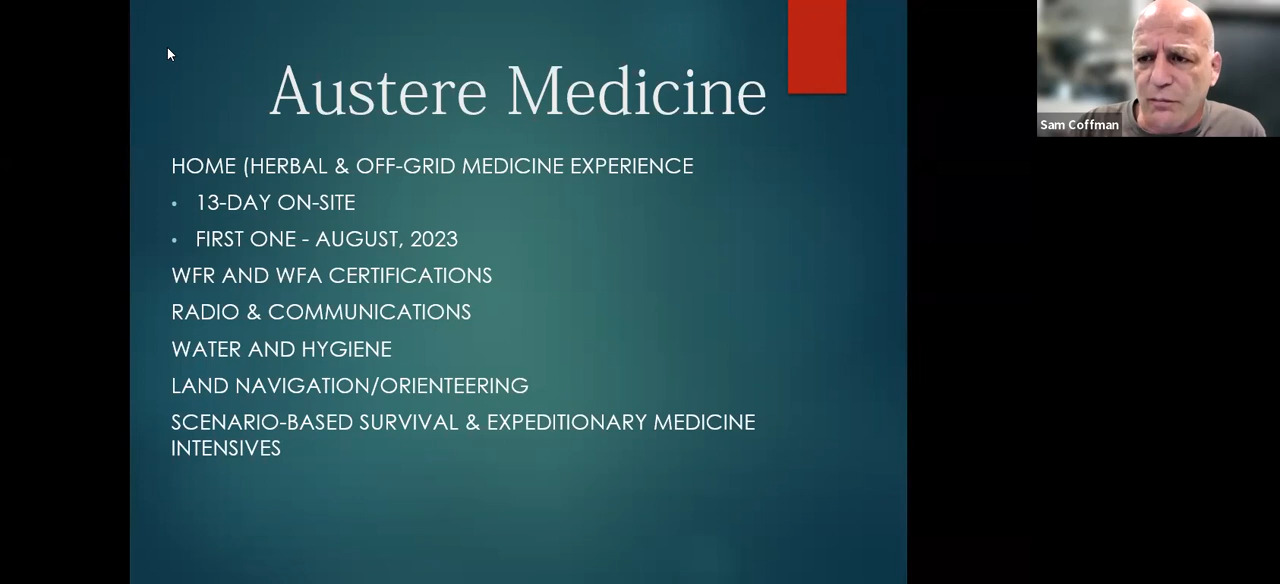 Austere Medicine
HOME (HERBAL & OFF-GRID MEDICINE EXPERIENCE
• 13-DAY ON-SITE
• FIRST ONE - AUGUST, 2023
WFR AND WFA CERTIFICATIONS
RADIO & COMMUNICATIONS
WATER AND HYGIENE
LAND NAVIGATION/ORIENTEERING
SCENARIO-BASED SURVIVAL & EXPEDITIONARY MEDICINE
INTENSIVES
Sam Coffman